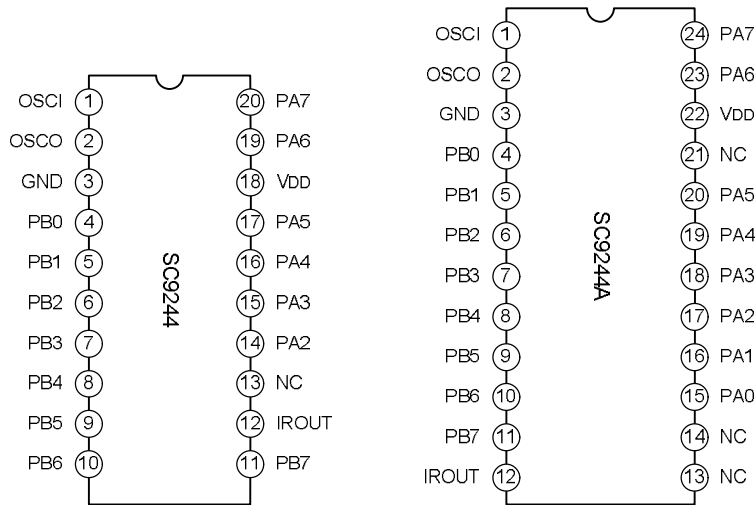 OSCI 1 20 PA7
OSCO 2 19 PA6
GND 3 18 VDD
PB0 4 17 PA5
PB1 5 16 PA4
PB2 6 15 PA3
PB3 7 14 PA2
PB4 8 13 NC
PB5 9 12 IROUT
PB6 10 11 PB7
SC9244
OSCI 1 24 PA7
OSCO 2 23 PA6
GND 3 22 VDD
PB0 4 21 NC
PB1 5 20 PA5
PB2 6 19 PA4
PB3 7 18 PA3
PB4 8 17 PA2
PB5 9 16 PA1
PB6 10 15 PA0
PB7 11 14 NC
IROUT 12 13 NC
SC9244A